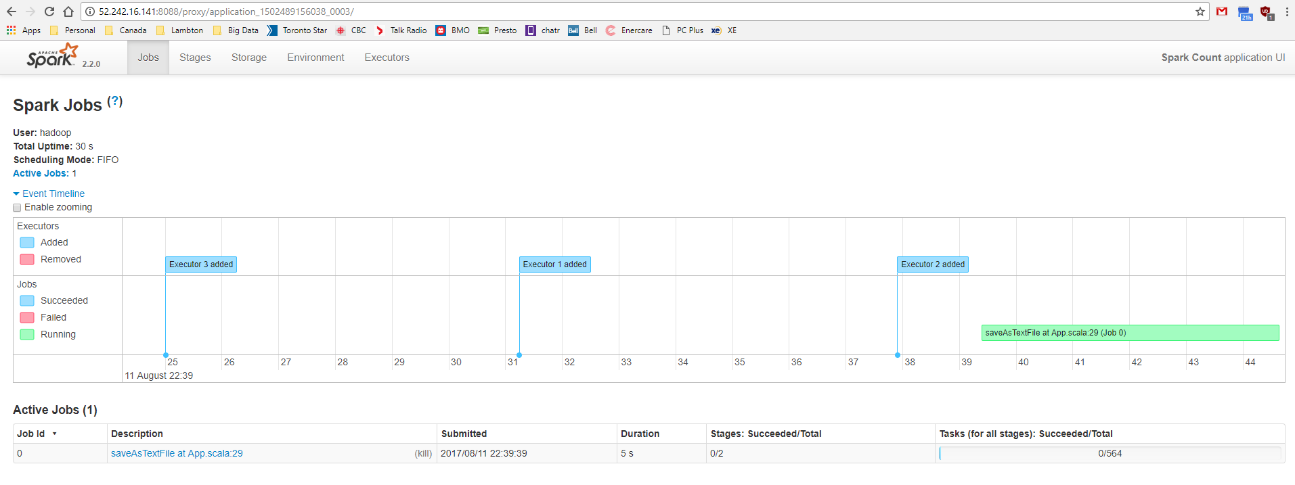 52.242.16.141:8088/proxy/application_1502489156038_0003/
Apps Personal Canada Lambton Big Data Toronto Star CBC Talk Radio BMO Presto chatr Bell Enercare PC Plus XE
APACHE Spark 2.2.0 Jobs Stages Storage Environment Executors Spark Count application UI
Spark Jobs (?)
User: hadoop
Total Uptime: 30 s
Scheduling Mode: FIFO
Active Jobs: 1
Event Timeline
Enable zooming
Executors
Added
Removed
Executor 3 added Executor 1 added Executor 2 added
Jobs
Succeeded
Failed
Running
saveAsTextFile at App.scala:29 (Job 0)
25 26 27 28 29 30 31 32 33 34 35 36 37 38 39 40 41 42 43 44
11 August 22:39
Active Jobs (1)
Job Id ▾ Description Submitted Duration Stages: Succeeded/Total Tasks (for all stages): Succeeded/Total
0 saveAsTextFile at App.scala:29 (kill) 2017/08/11 22:39:39 5 s 0/2 0/564